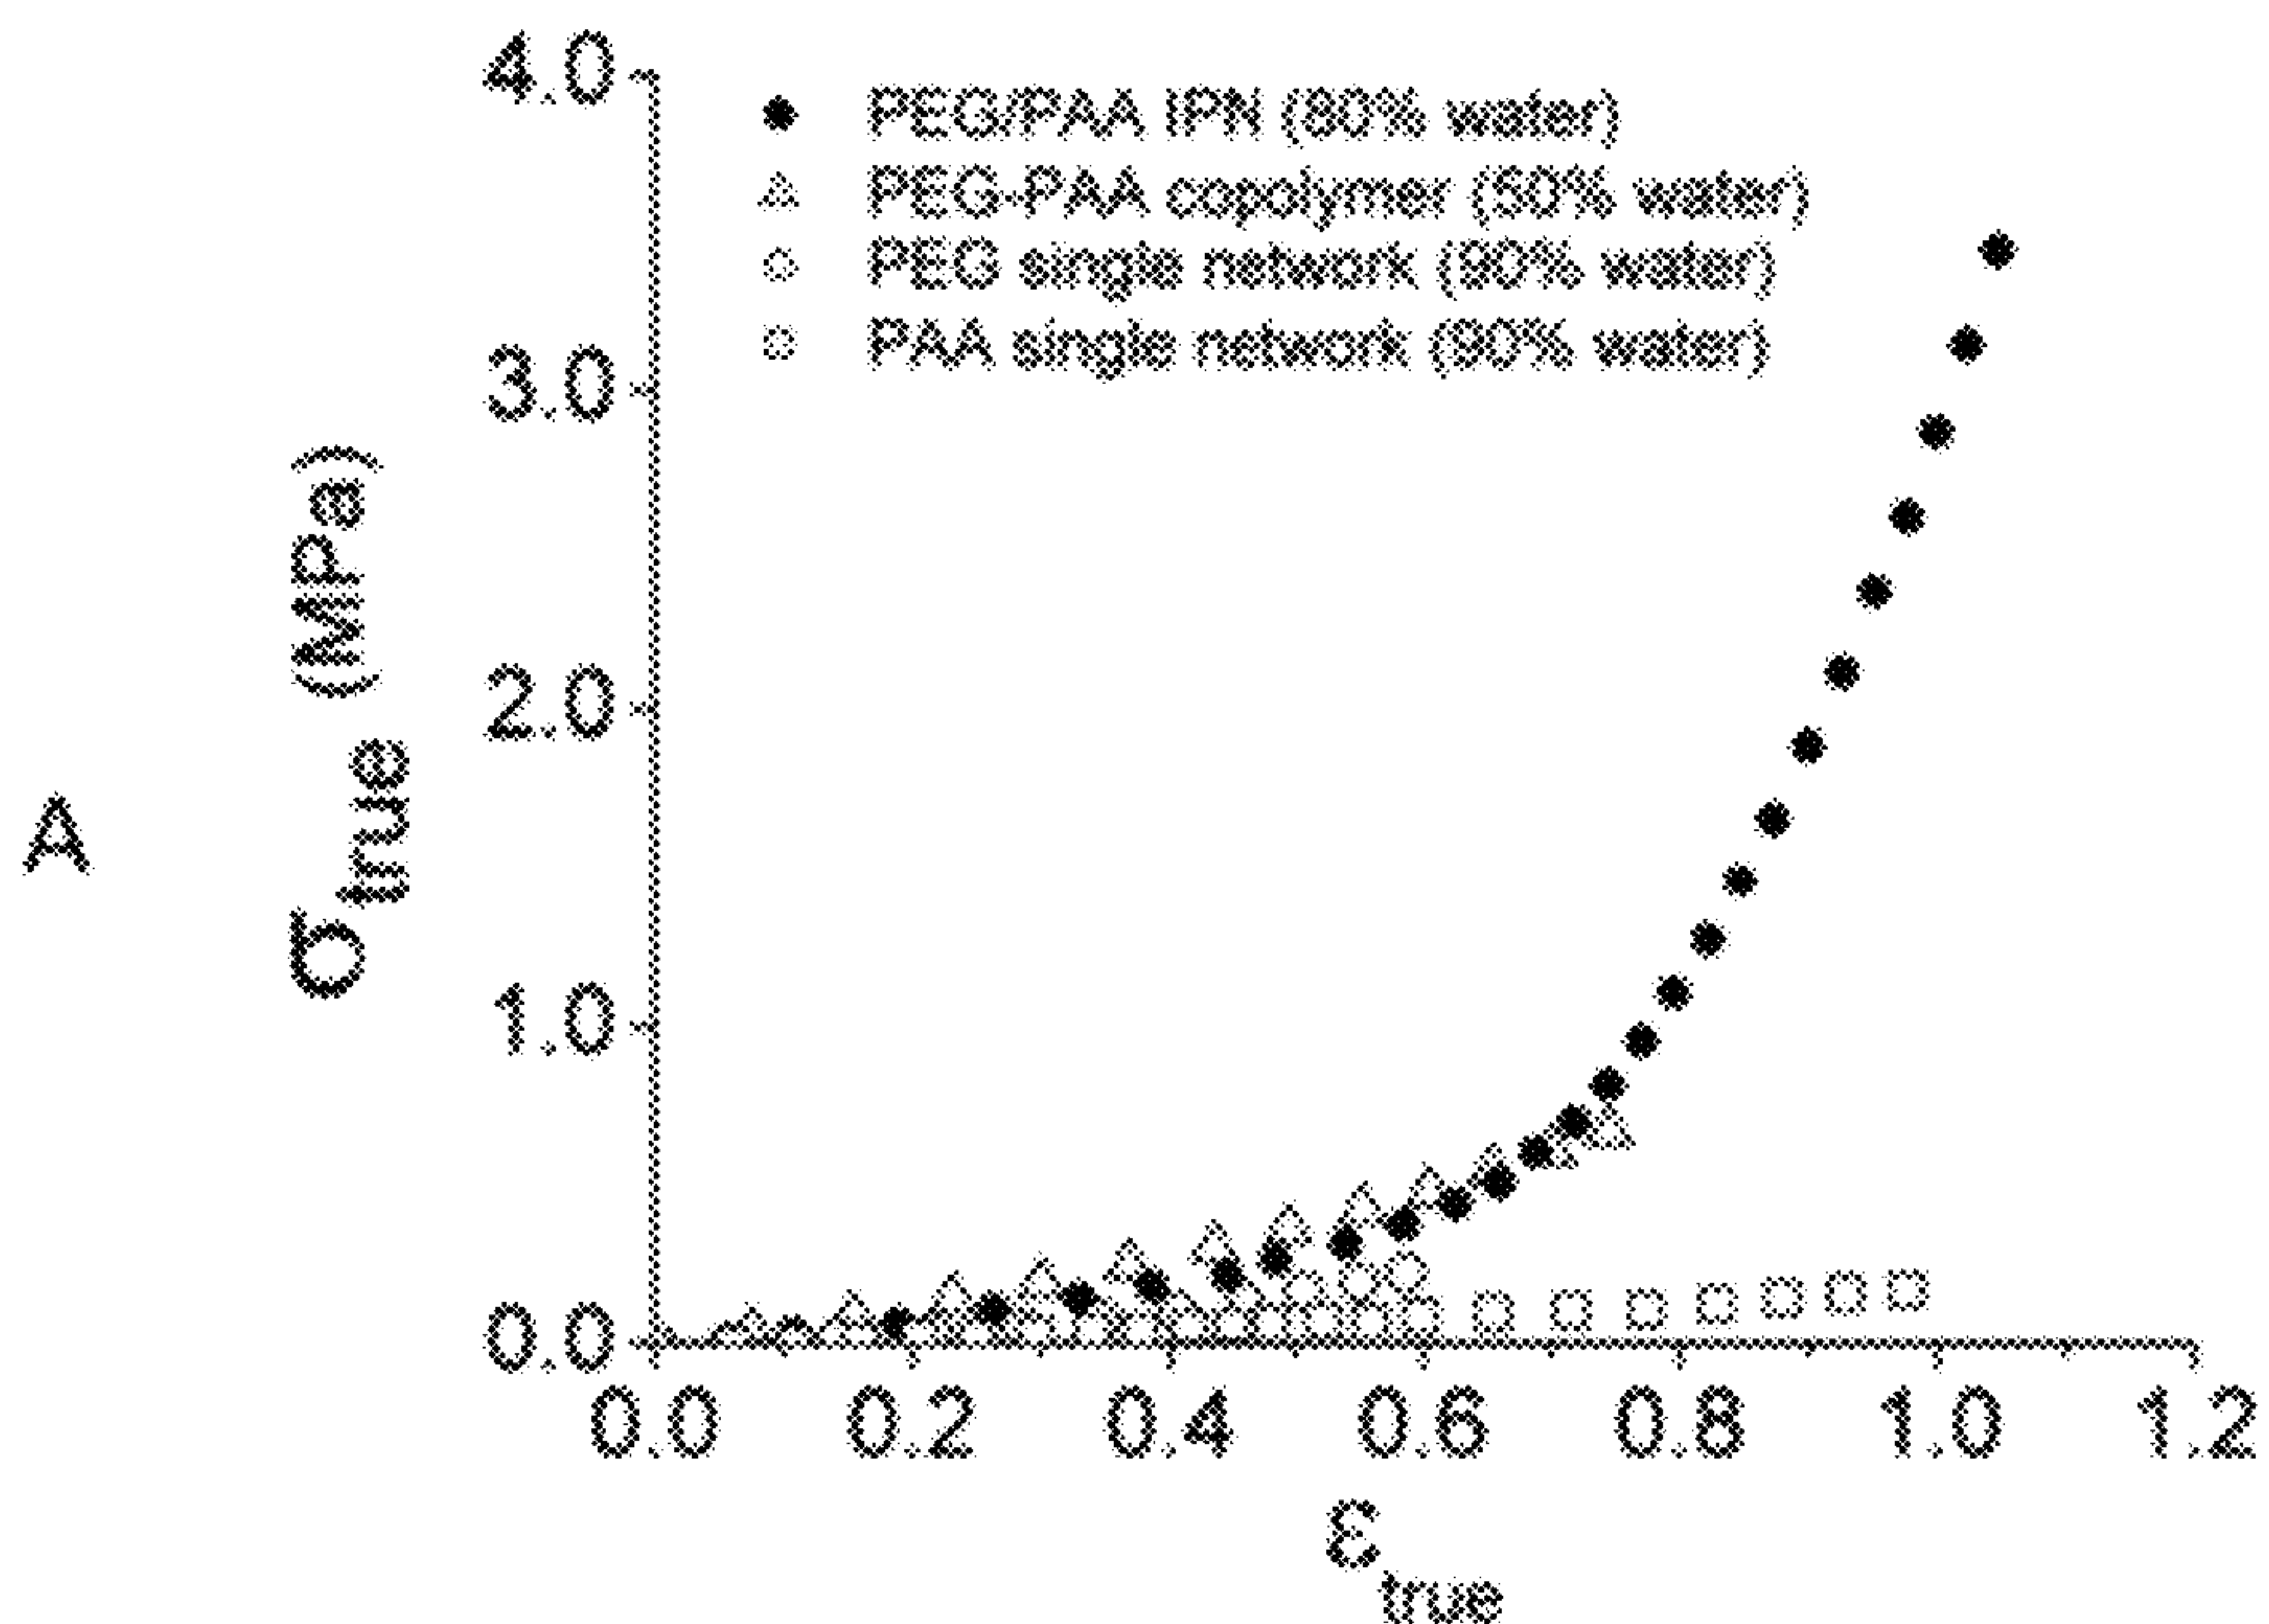 A
σtrue (MPa)
4.0
3.0
2.0
1.0
0.0
PEG/PAA IPN (80% water)
PEG-PAA copolymer (50% water)
PEG single network (90% water)
PAA single network (90% water)
0.0 0.2 0.4 0.6 0.8 1.0 1.2
εtrue